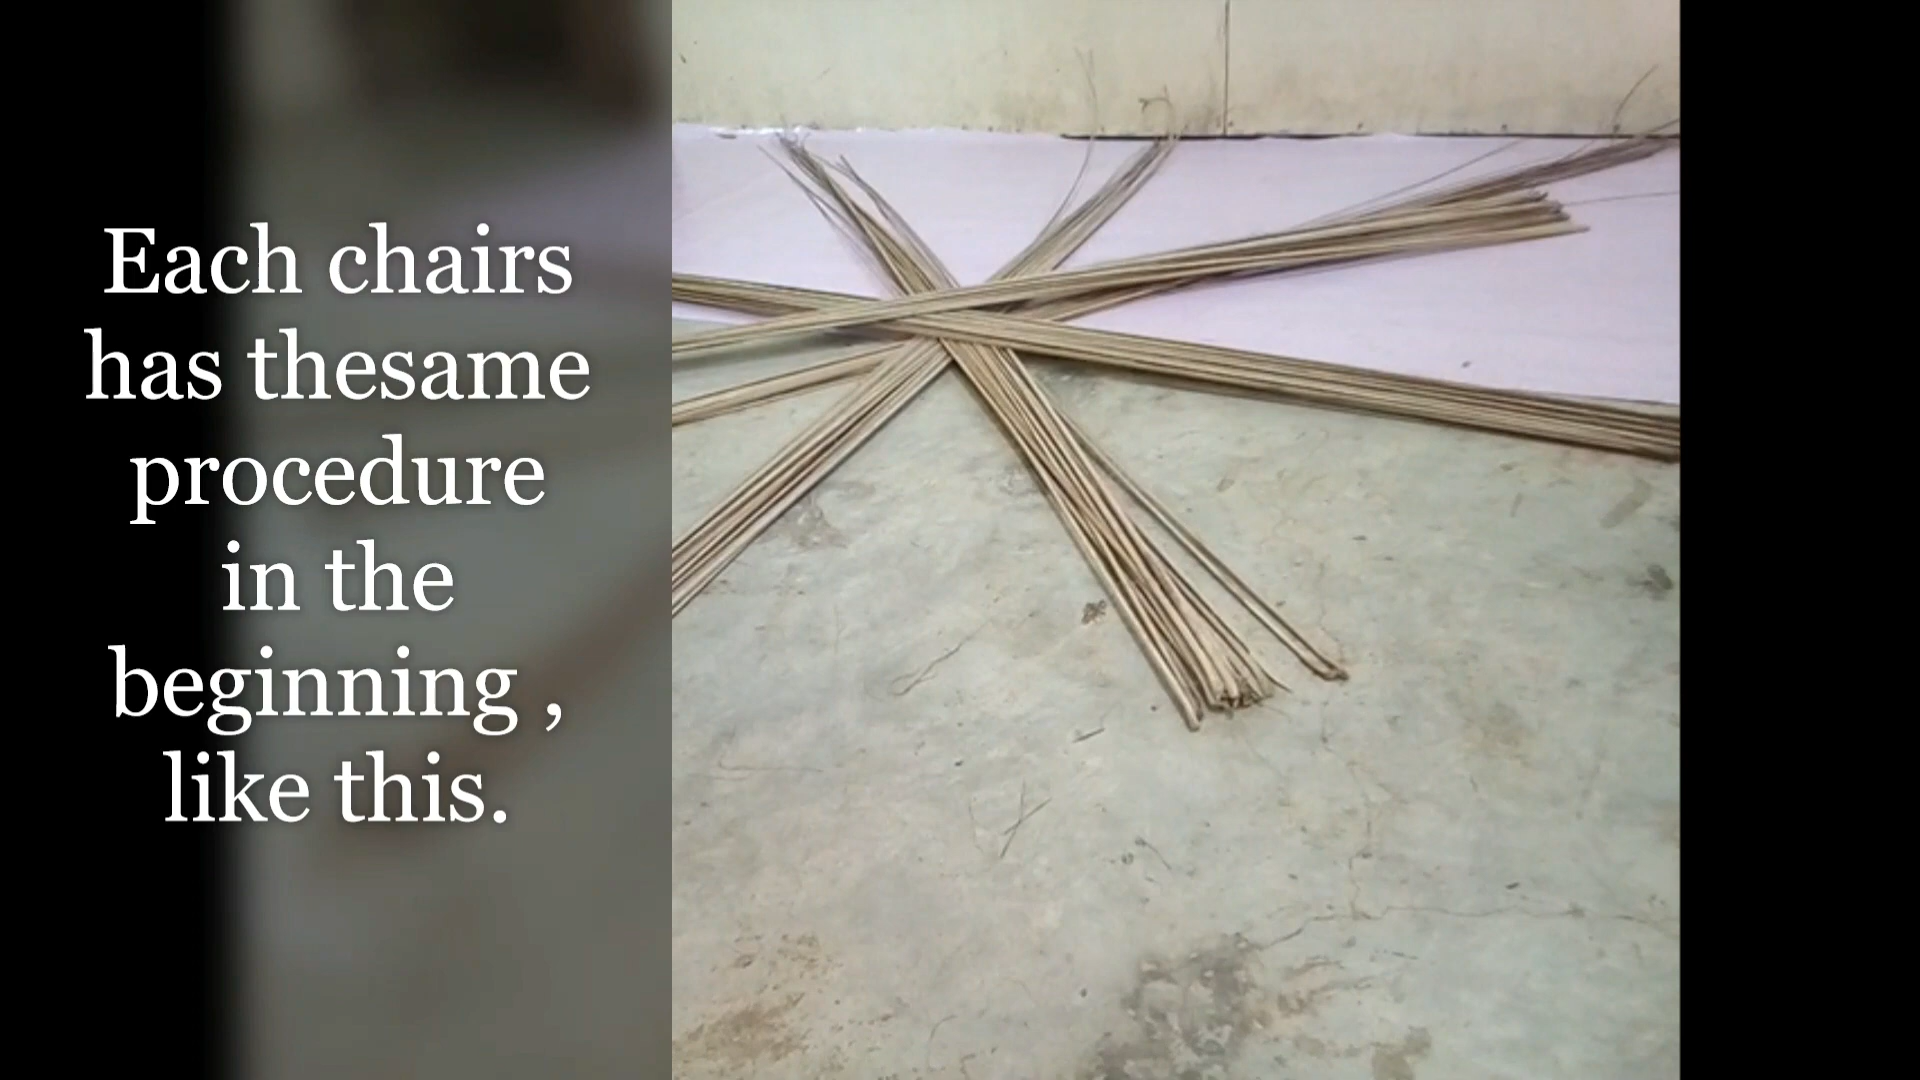 Each chairs
has thesame
procedure
in the
beginning ,
like this.